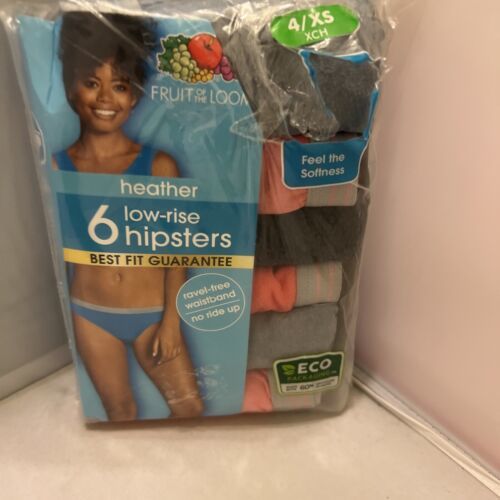 4/XS
XCH
FRUIT OF THE LOOM
Feel the
Softness
heather
6 low-rise
hipsters
BEST FIT GUARANTEE
ravel-free
waistband
no ride up
ECO
PACKAGING